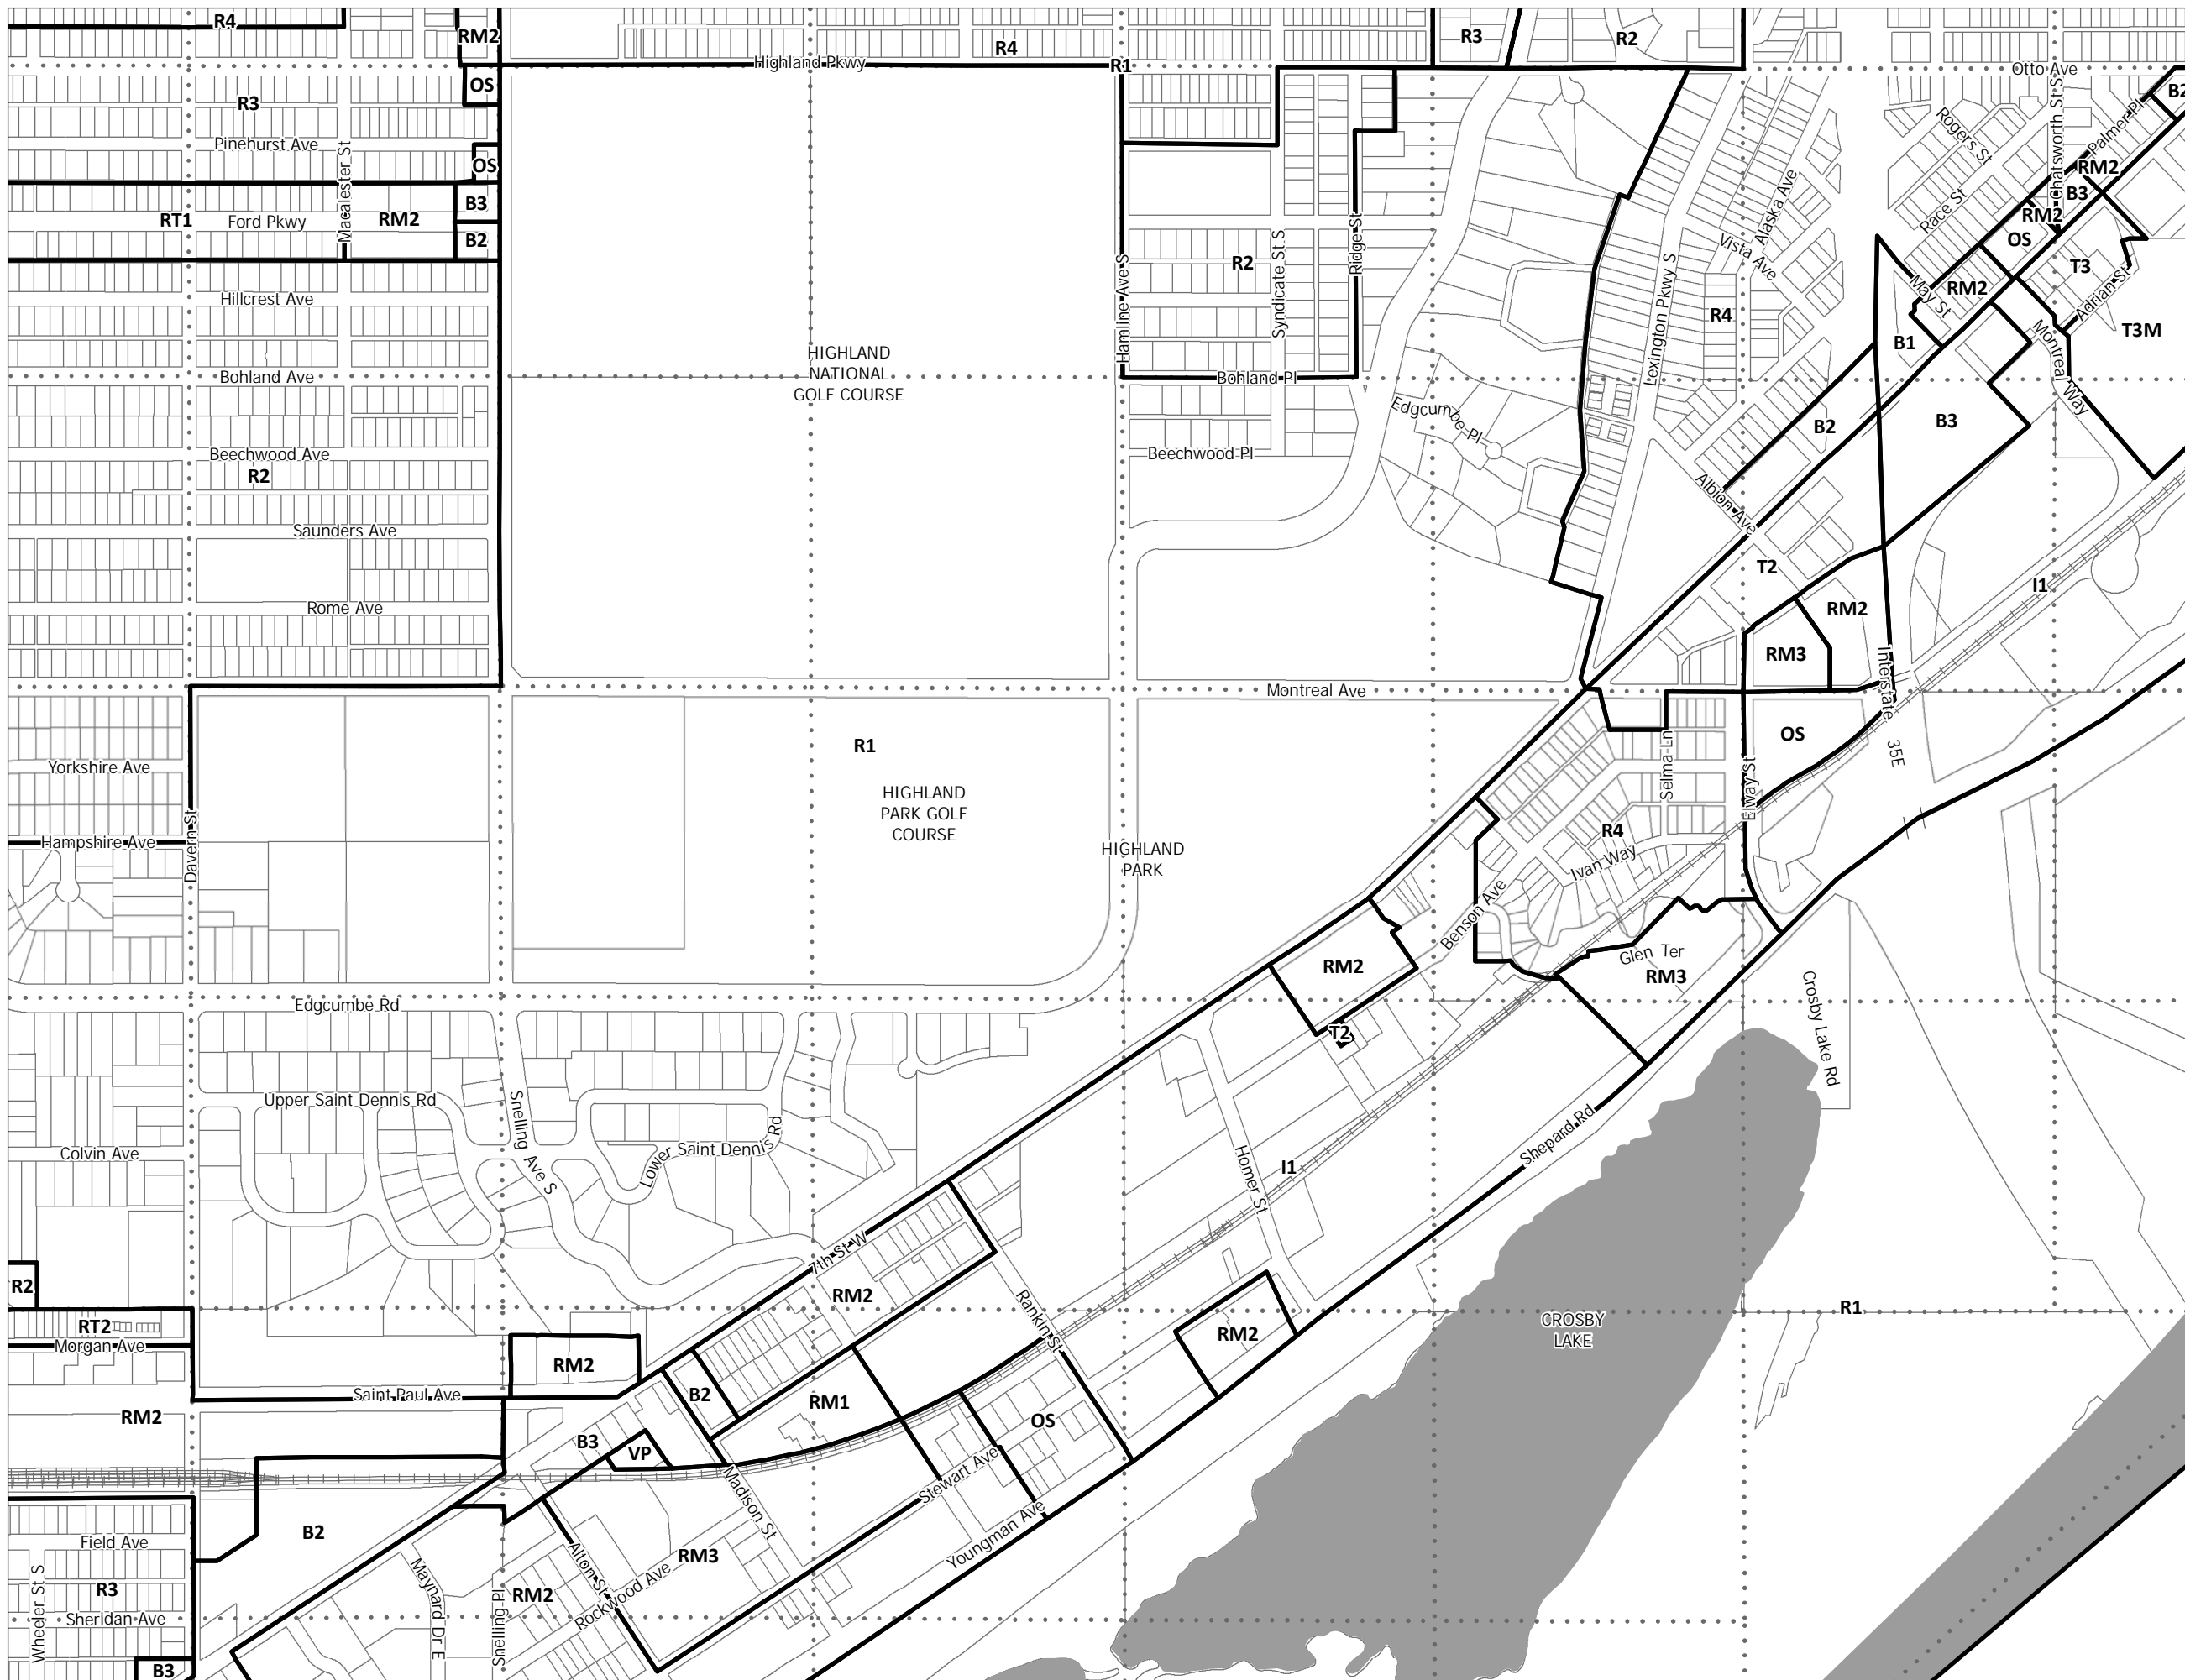 R4
RM2
R4
R3
R2
Highland Pkwy
R1
R1
Otto Ave
OS
B2
R3
Pinehurst Ave
Macalester St
OS
Rogers St
Chatsworth St S
Palmer Pl
RM2
B3
RT1
Ford Pkwy
RM2
B3
B2
Hamline Ave S
R2
Syndicate St S
Ridge St
Lexington Pkwy S
Alaska Ave
Vista Ave
Race St
RM2
OS
T3
Adrian St
RM2
May St
Hillcrest Ave
R4
B1
Montreal Way
T3M
HIGHLAND
NATIONAL
GOLF COURSE
Bohland Ave
Bohland Pl
Edgcumbe Pl
B2
B3
Beechwood Ave
Beechwood Pl
R2
Albion Ave
Saunders Ave
T2
I1
Rome Ave
RM2
RM3
Interstate
35E
Montreal Ave
R1
OS
Yorkshire Ave
Selma Ln
Elway St
HIGHLAND
PARK GOLF
COURSE
Davern St
Hampshire Ave
HIGHLAND
PARK
R4
Ivan Way
Benson Ave
RM2
Glen Ter
RM3
Crosby Lake Rd
Edgcumbe Rd
T2
Upper Saint Dennis Rd
Snelling Ave S
Lower Saint Dennis Rd
Shepard Rd
Colvin Ave
Homer St
I1
7th St W
R2
RM2
Rankin St
R1
RT2
Morgan Ave
RM2
CROSBY
LAKE
RM2
Saint Paul Ave
B2
RM1
RM2
OS
B3
VP
Madison St
Stewart Ave
B2
Field Ave
Youngman Ave
Wheeler St S
R3
Sheridan Ave
Maynard Dr E
Snelling Pl
RM2
Alton St
Rockwood Ave
RM3
B3